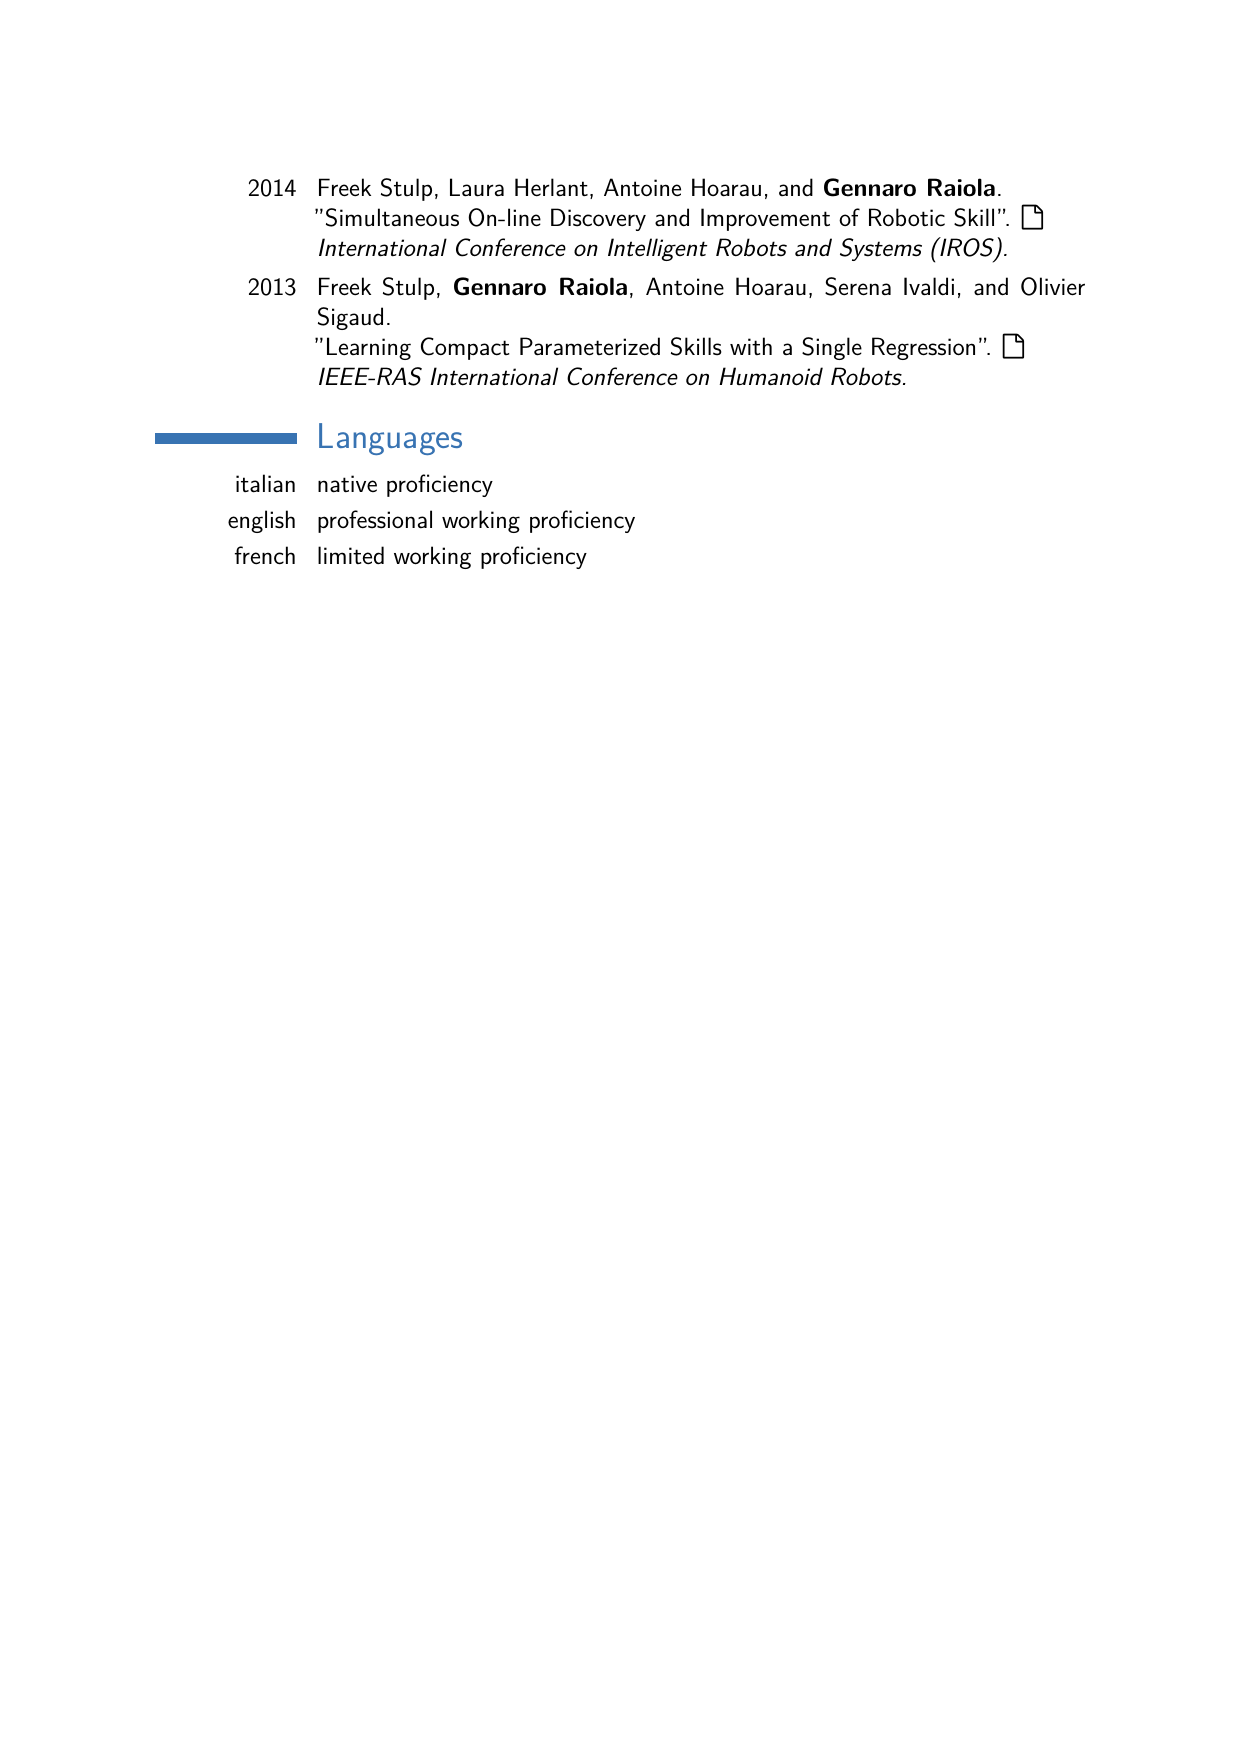 2014 Freek Stulp, Laura Herlant, Antoine Hoarau, and Gennaro Raiola.
”Simultaneous On-line Discovery and Improvement of Robotic Skill”.
International Conference on Intelligent Robots and Systems (IROS).
2013 Freek Stulp, Gennaro Raiola, Antoine Hoarau, Serena Ivaldi, and Olivier
Sigaud.
”Learning Compact Parameterized Skills with a Single Regression”.
IEEE-RAS International Conference on Humanoid Robots.
Languages
italian native proficiency
english professional working proficiency
french limited working proficiency